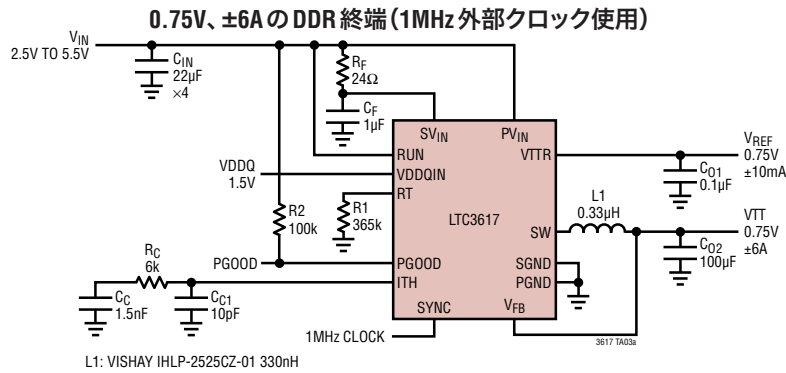 0.75V、±6AのDDR終端（1MHz外部クロック使用）
VIN
2.5V TO 5.5V
CIN
22µF
×4
RF
24Ω
CF
1µF
SVIN
PVIN
RUN
VTTR
VREF
0.75V
±10mA
CO1
0.1µF
VDDQ
1.5V
VDDQIN
RT
R2
100k
R1
365k
LTC3617
L1
0.33µH
SW
VTT
0.75V
±6A
CO2
100µF
RC
6k
PGOOD
PGOOD
SGND
ITH
PGND
CC
1.5nF
CC1
10pF
SYNC
VFB
1MHz CLOCK
3617 TA03a
L1: VISHAY IHLP-2525CZ-01 330nH